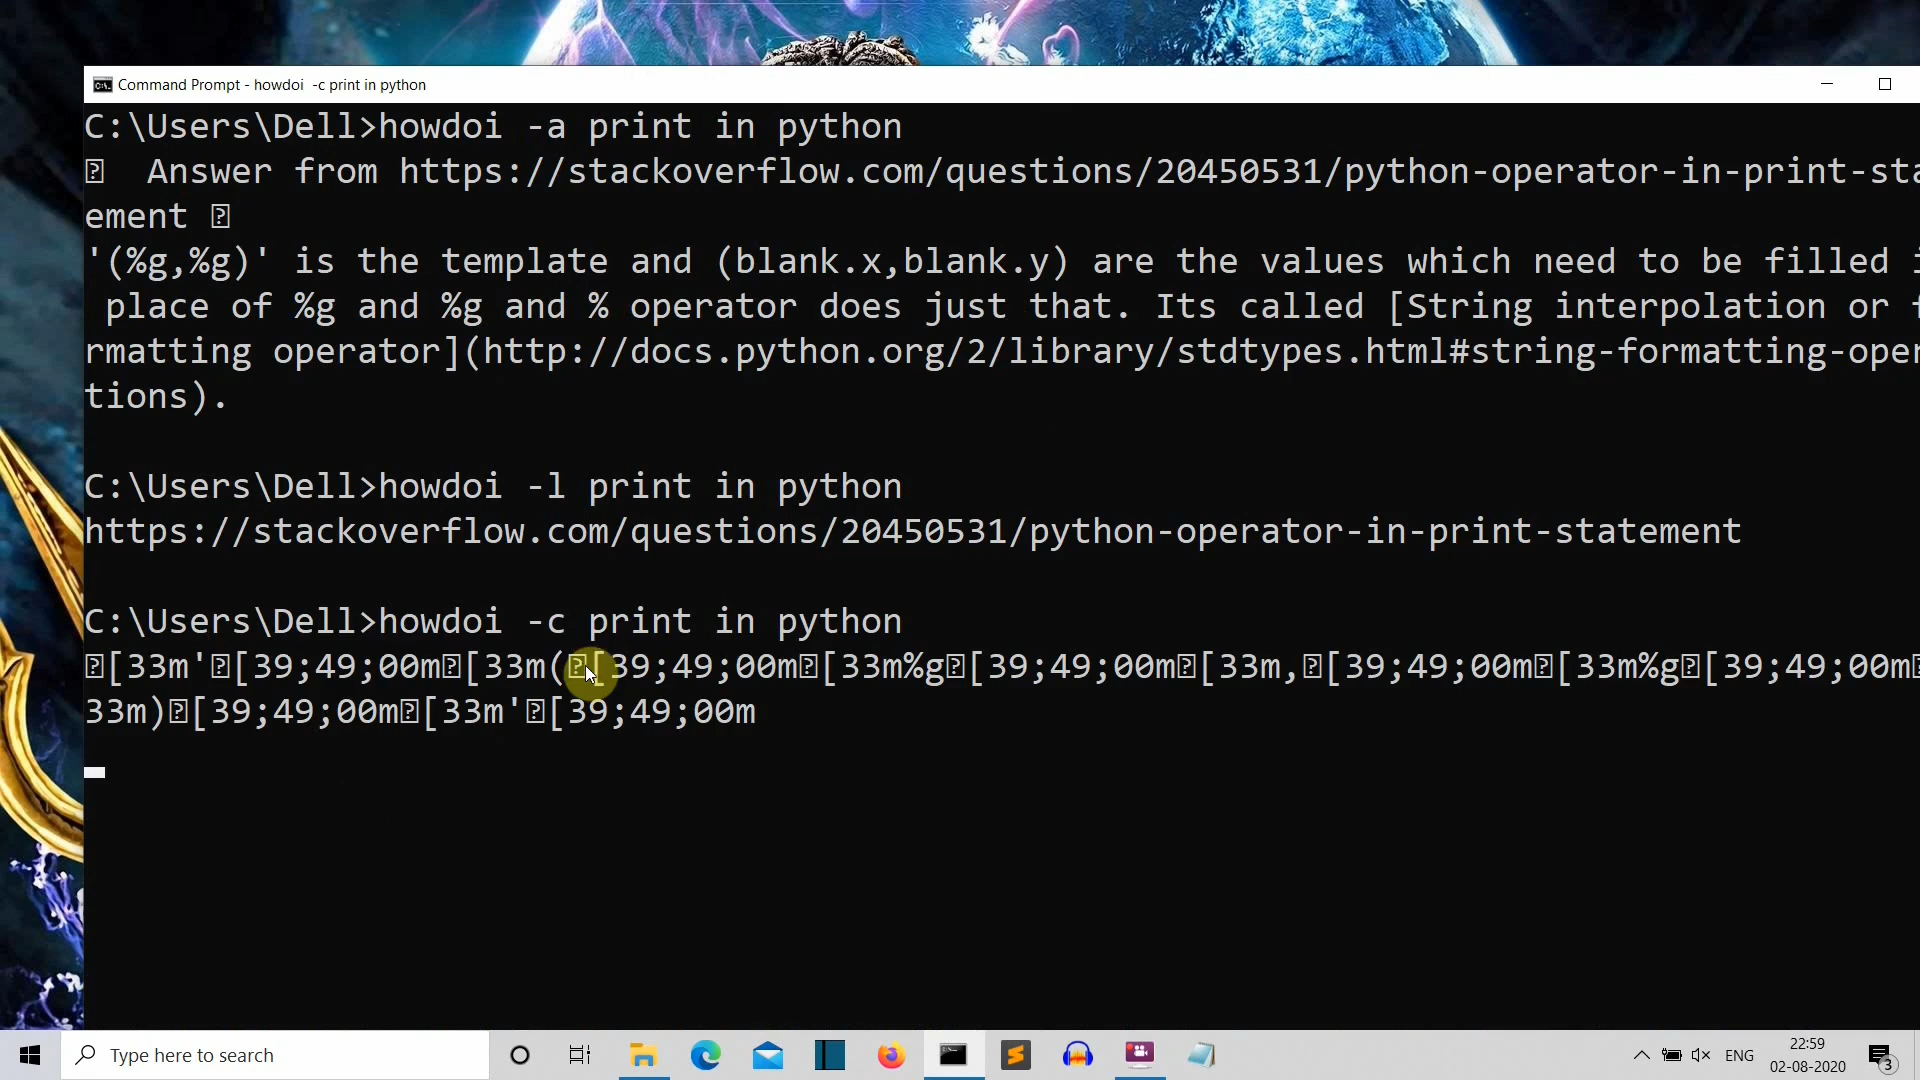 Command Prompt - howdoi  -c print in python
C:\Users\Dell>howdoi -a print in python
Answer from https://stackoverflow.com/questions/20450531/python-operator-in-print-sta
ement
'(%g,%g)' is the template and (blank.x,blank.y) are the values which need to be filled i
place of %g and %g and % operator does just that. Its called [String interpolation or f
rmatting operator](http://docs.python.org/2/library/stdtypes.html#string-formatting-oper
tions).
C:\Users\Dell>howdoi -l print in python
https://stackoverflow.com/questions/20450531/python-operator-in-print-statement
C:\Users\Dell>howdoi -c print in python
⍰[33m'⍰[39;49;00m⍰[33m(⍰[39;49;00m⍰[33m%g⍰[39;49;00m⍰[33m,⍰[39;49;00m⍰[33m%g⍰[39;49;00m⍰
33m)⍰[39;49;00m⍰[33m'⍰[39;49;00m
Type here to search
ENG
22:59
02-08-2020
3